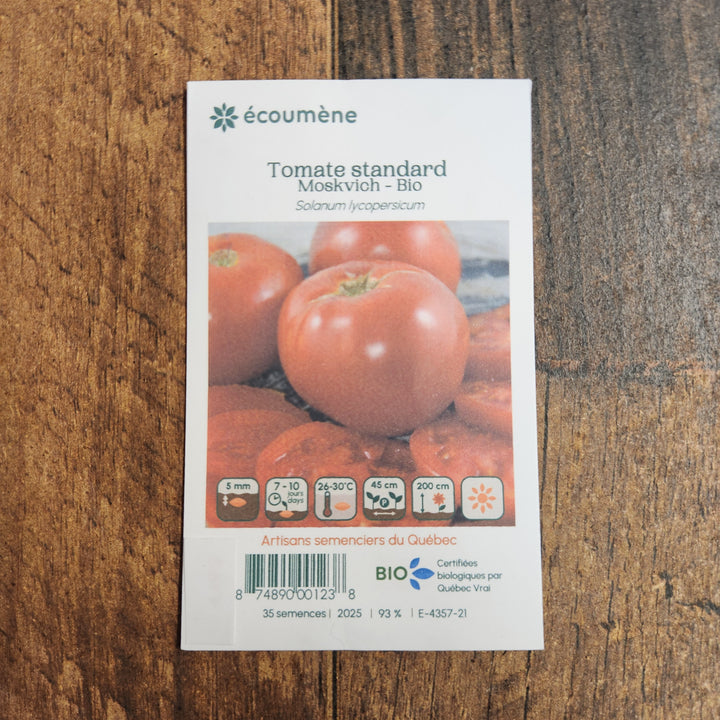 écoumène
Tomate standard
Moskvich - Bio
Solanum lycopersicum
5 mm
7 - 10
jours
days
26-30°C
45 cm
P
200 cm
Artisans semenciers du Québec
BIO
Certifiées
biologiques par
Québec Vrai
8 74890 00123 8
35 semences | 2025 | 93 % | E-4357-21